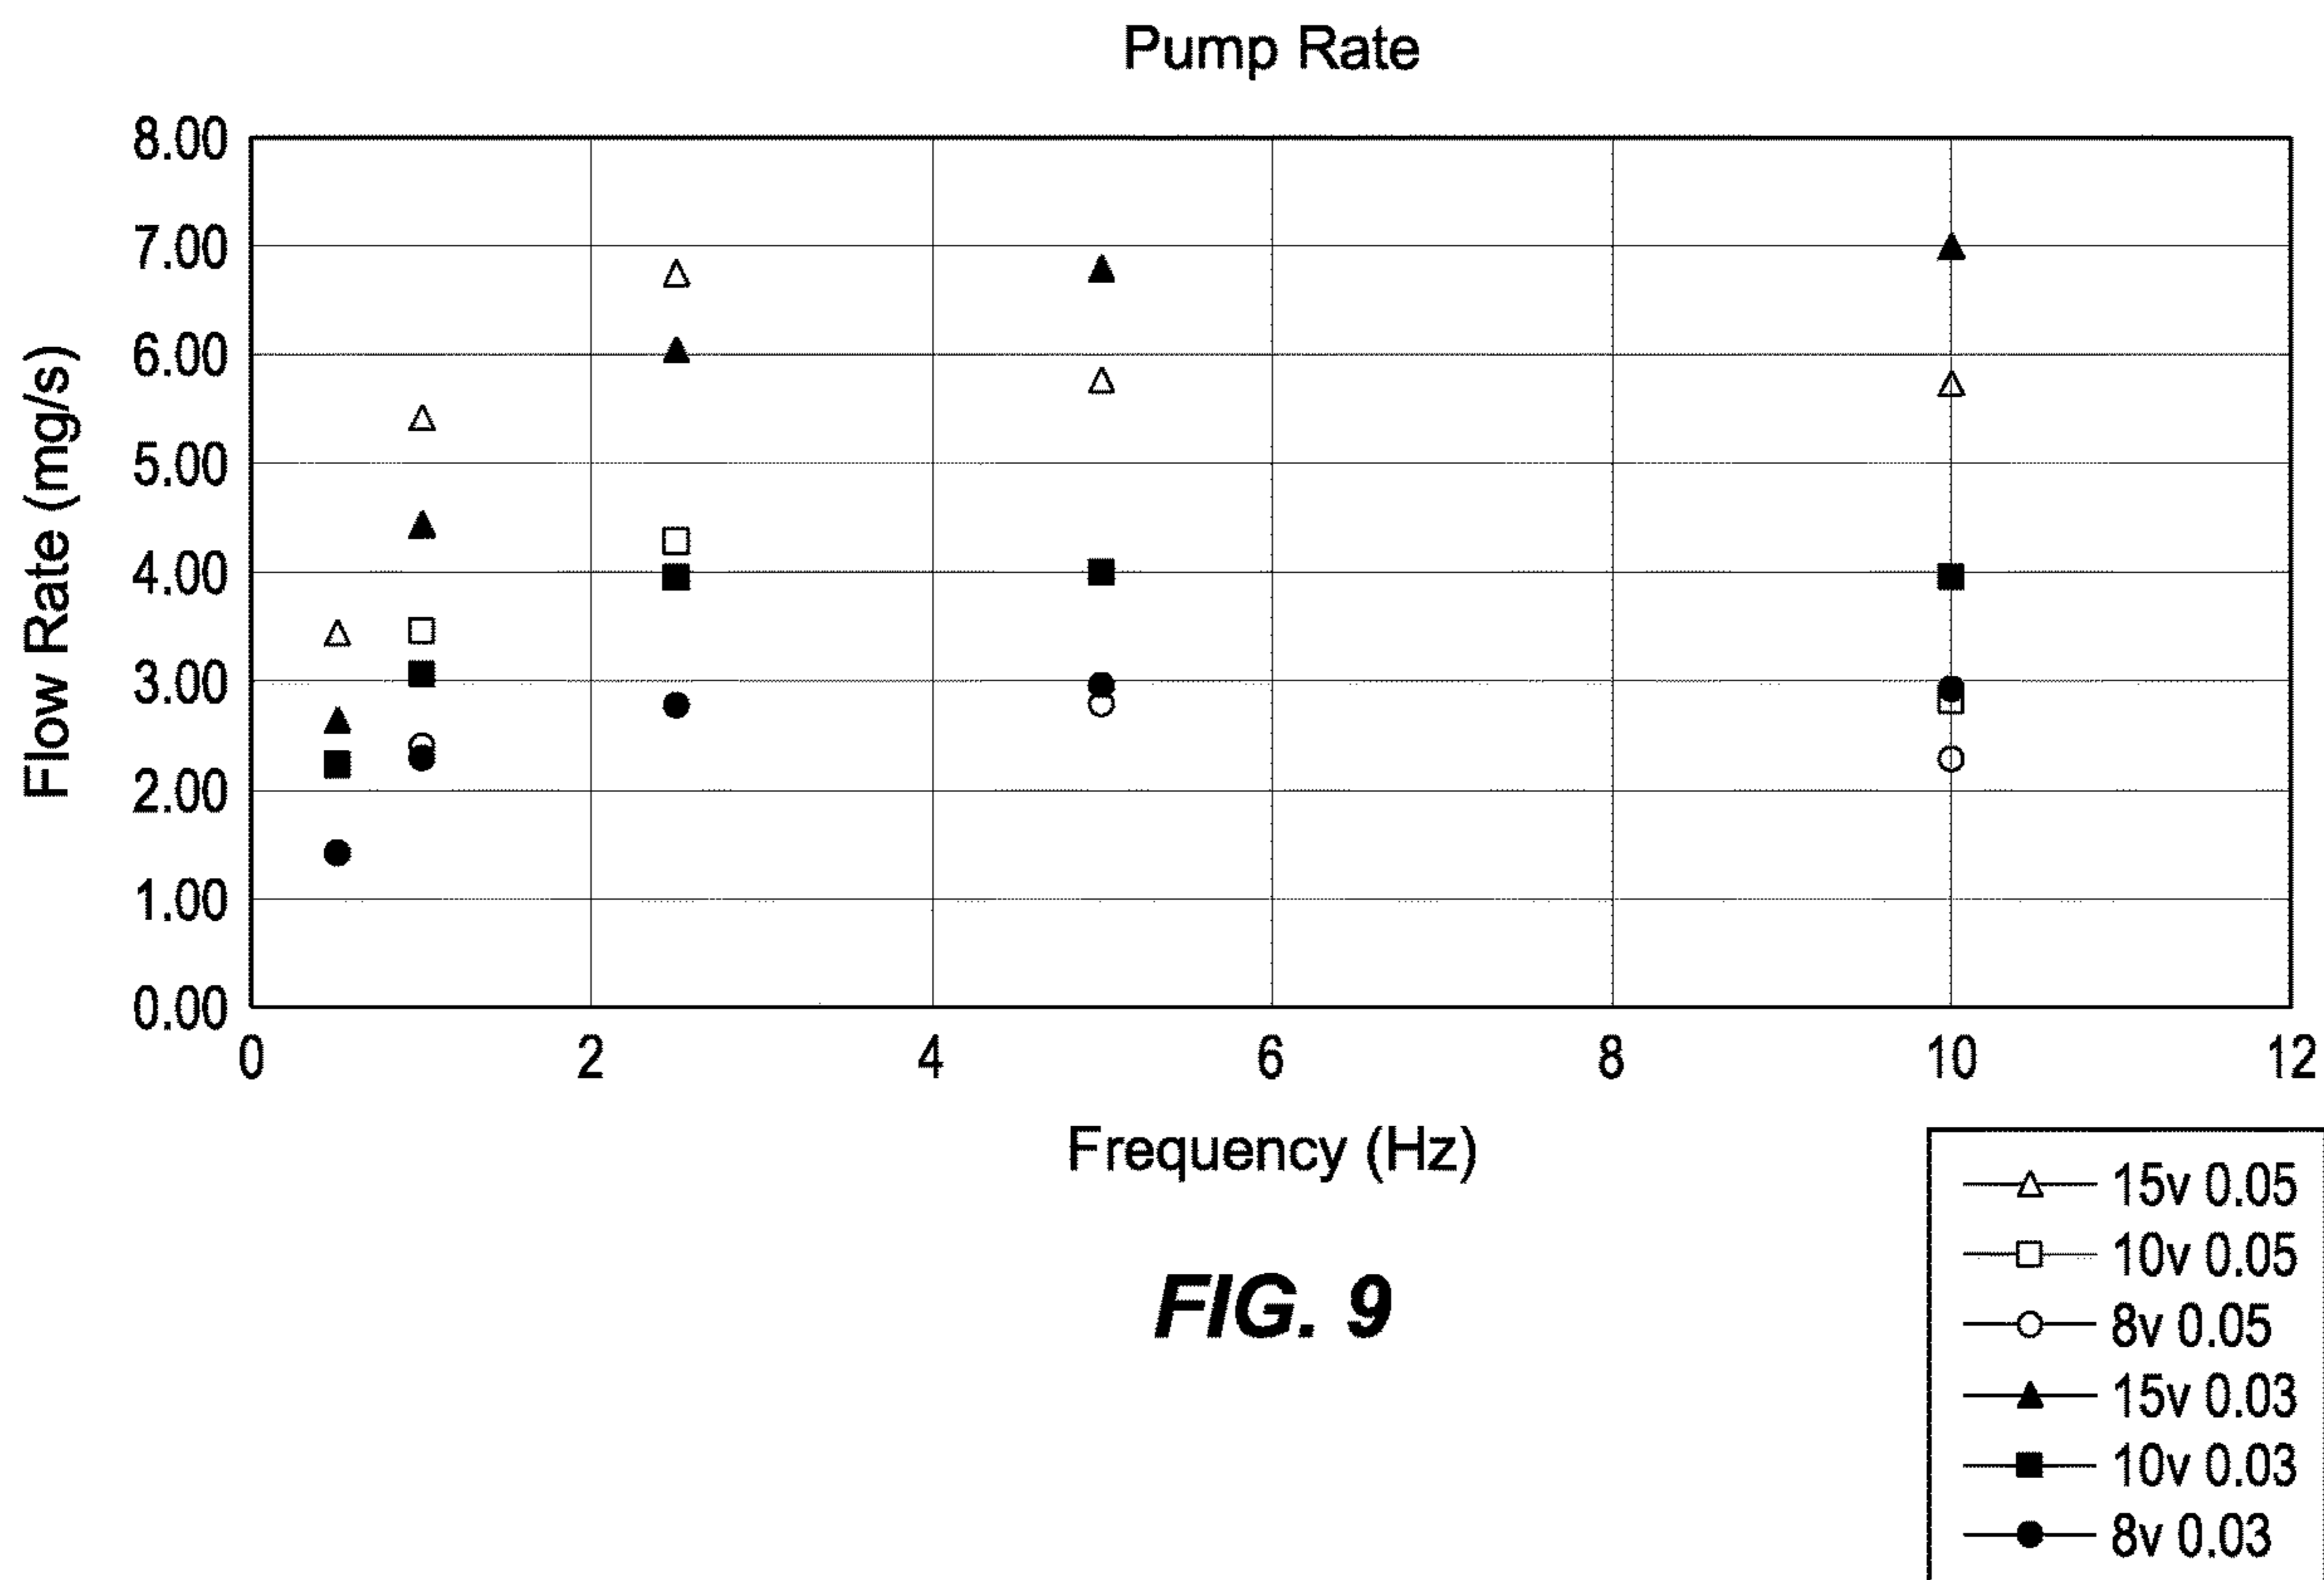 Pump Rate
8.00
7.00
6.00
5.00
4.00
3.00
2.00
1.00
0.00
Flow Rate (mg/s)
0 2 4 6 8 10 12
Frequency (Hz)
FIG. 9
15v 0.05
10v 0.05
8v 0.05
15v 0.03
10v 0.03
8v 0.03